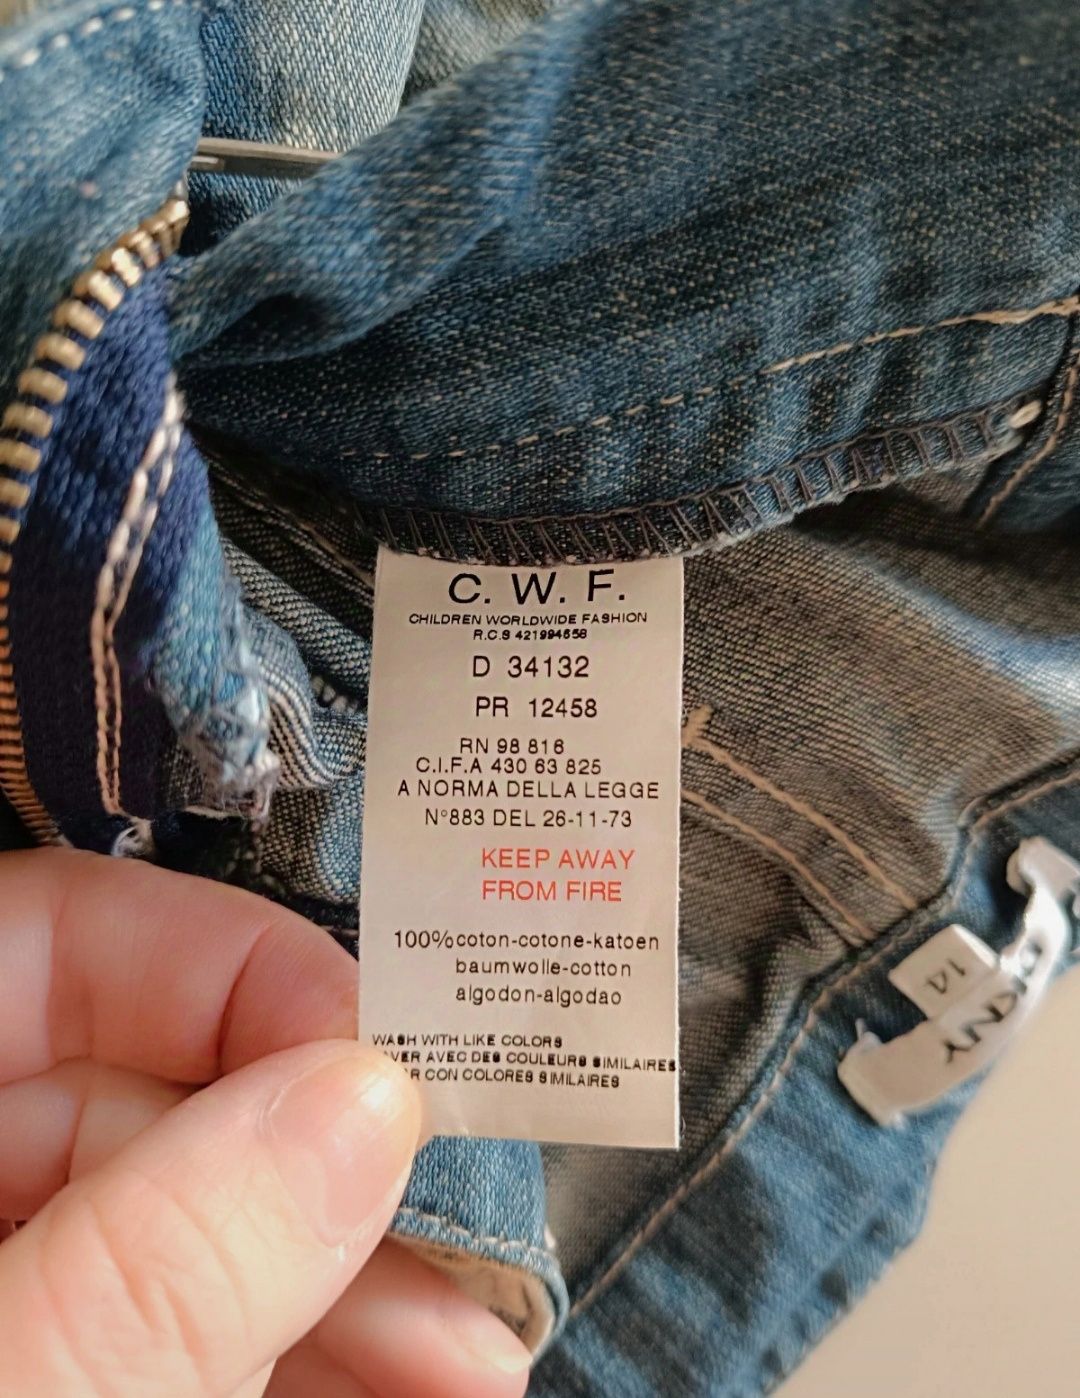 C. W. F.
CHILDREN WORLDWIDE FASHION
R.C.S 421994658
D 34132
PR 12458
RN 98 816
C.I.F.A 430 63 825
A NORMA DELLA LEGGE
N°883 DEL 26-11-73
KEEP AWAY
FROM FIRE
100%coton-cotone-katoen
baumwolle-cotton
algodon-algodao
WASH WITH LIKE COLORS
AVEC DES COULEURS SIMILAIRES
CON COLORES SIMILAIRES
DKNY
14